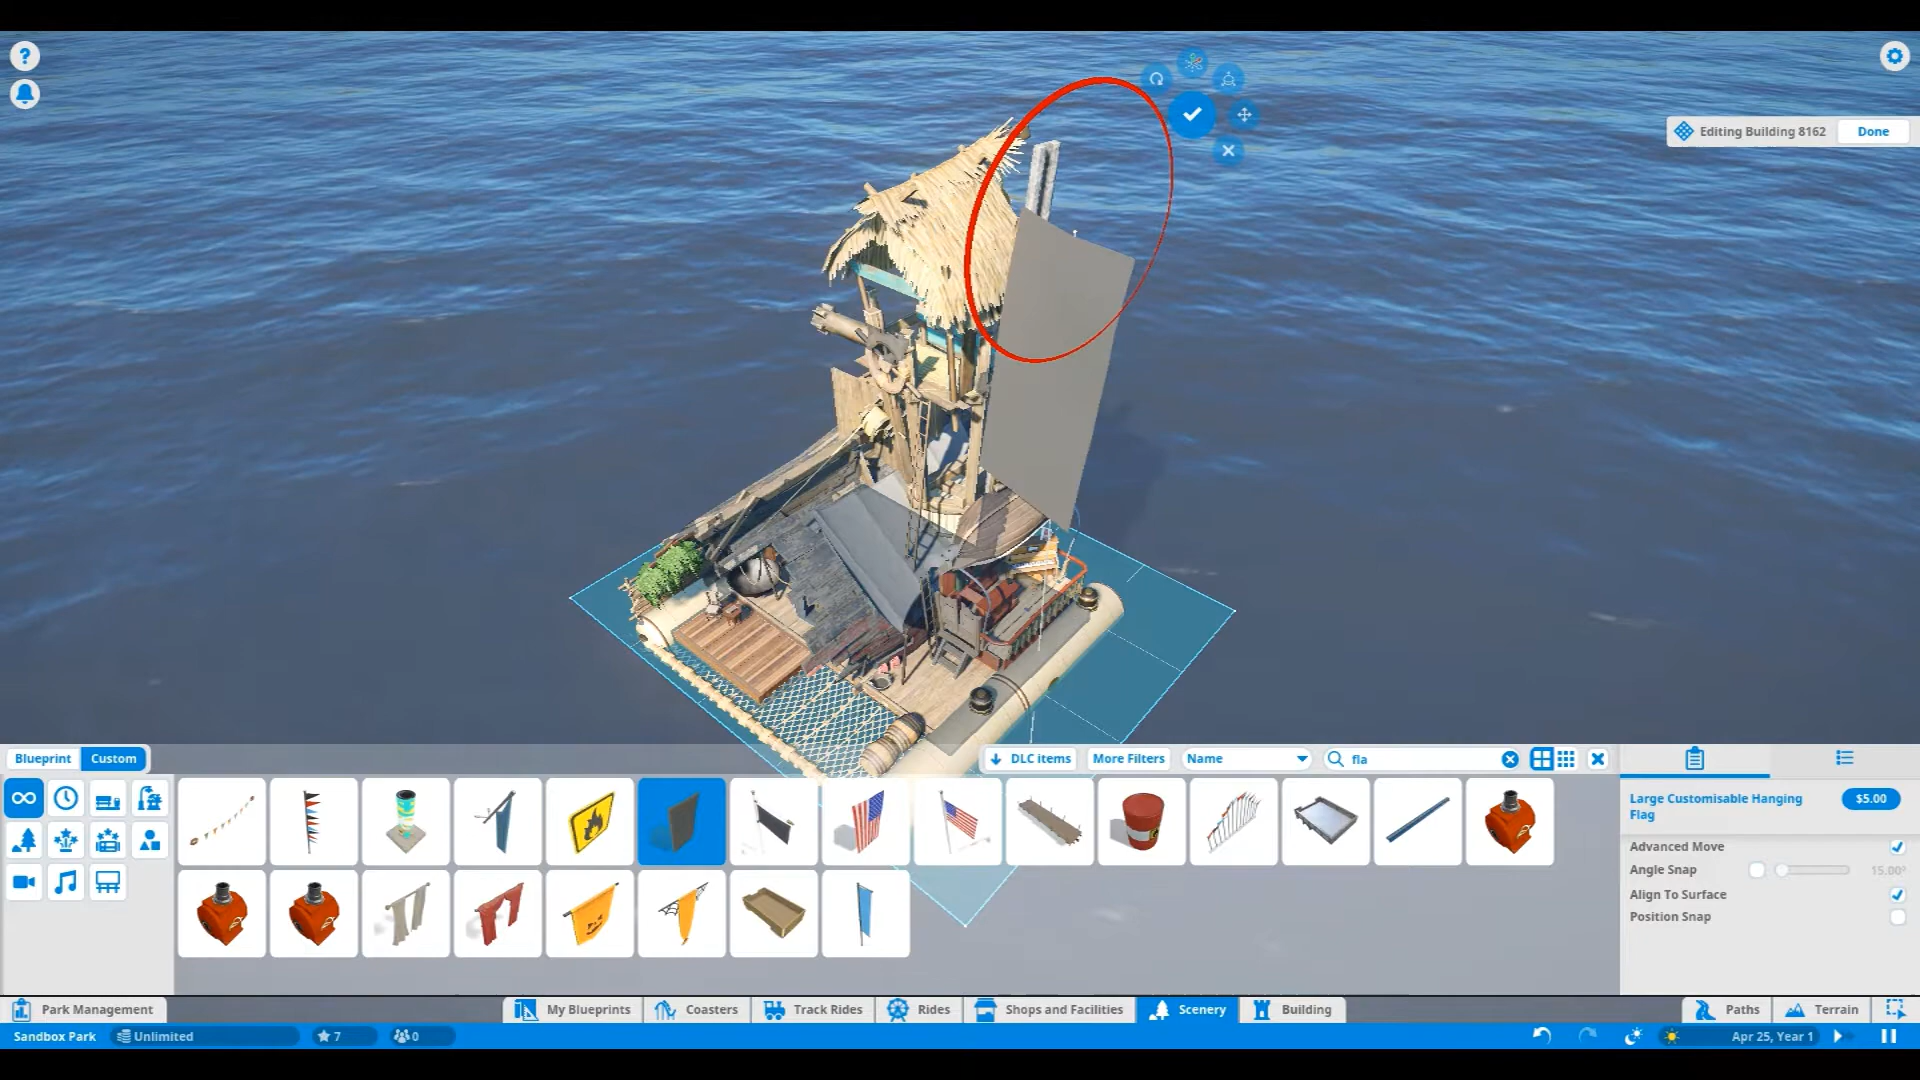 ?
Editing Building 8162
Done
Blueprint
Custom
DLC items
More Filters
Name
fla
Large Customisable Hanging
Flag
$5.00
Advanced Move
Angle Snap
15.00°
Align To Surface
Position Snap
Park Management
My Blueprints
Coasters
Track Rides
Rides
Shops and Facilities
Scenery
Building
Paths
Terrain
Sandbox Park
Unlimited
7
0
Apr 25, Year 1